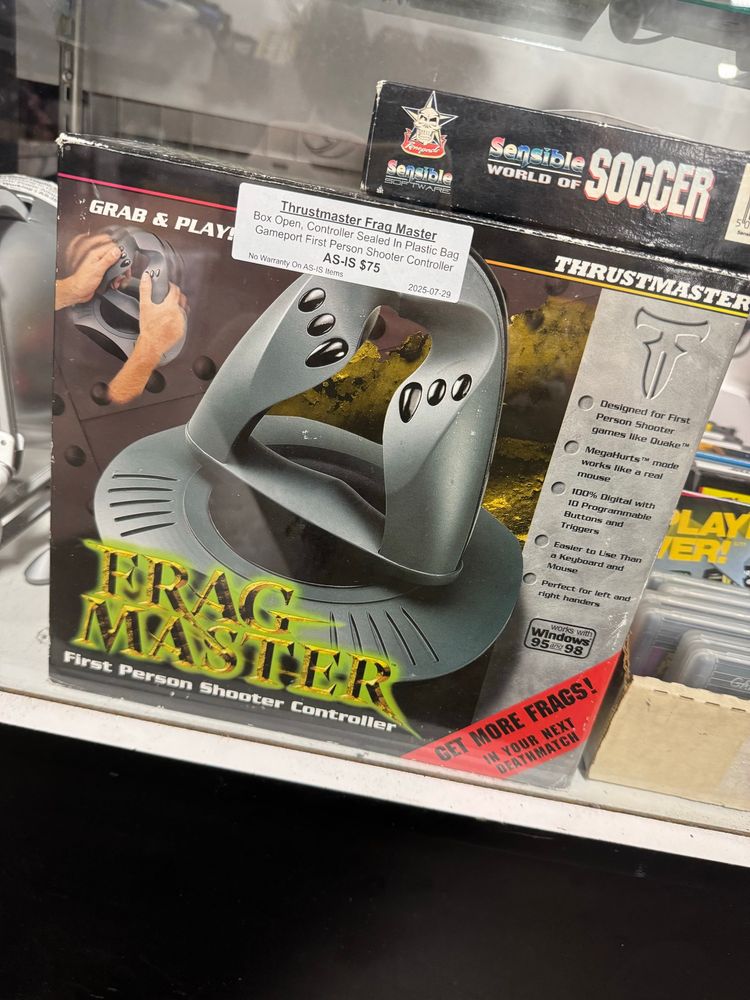 Renegade
Sensible
SOFTWARE
Sensible
WORLD OF
SOCCER
GRAB & PLAY!
Thrustmaster Frag Master
Box Open, Controller Sealed In Plastic Bag
Gameport First Person Shooter Controller
AS-IS $75
No Warranty On AS-IS Items
2025-07-29
THRUSTMASTER
Designed for First
Person Shooter
games like Quake™
MegaHurts™ mode
works like a real
mouse
100% Digital with
10 Programmable
Buttons and
Triggers
Easier to Use Than
a Keyboard and
Mouse
Perfect for left and
right handers
works with
Windows
95 and 98
FRAG
MASTER
First Person Shooter Controller
GET MORE FRAGS!
IN YOUR NEXT
DEATHMATCH
PLAY
VER!